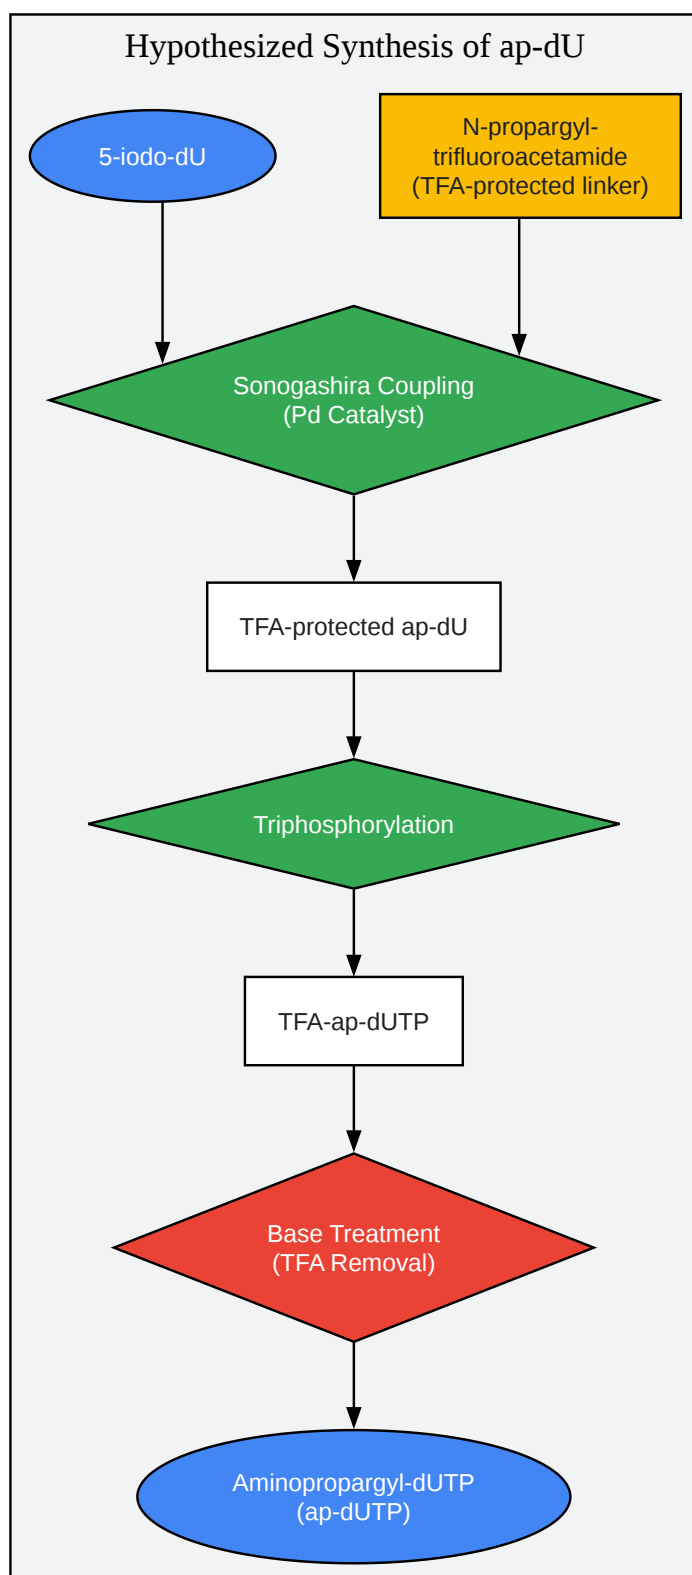 Hypothesized Synthesis of ap-dU
5-iodo-dU
N-propargyl-
trifluoroacetamide
(TFA-protected linker)
Sonogashira Coupling
(Pd Catalyst)
TFA-protected ap-dU
Triphosphorylation
TFA-ap-dUTP
Base Treatment
(TFA Removal)
Aminopropargyl-dUTP
(ap-dUTP)